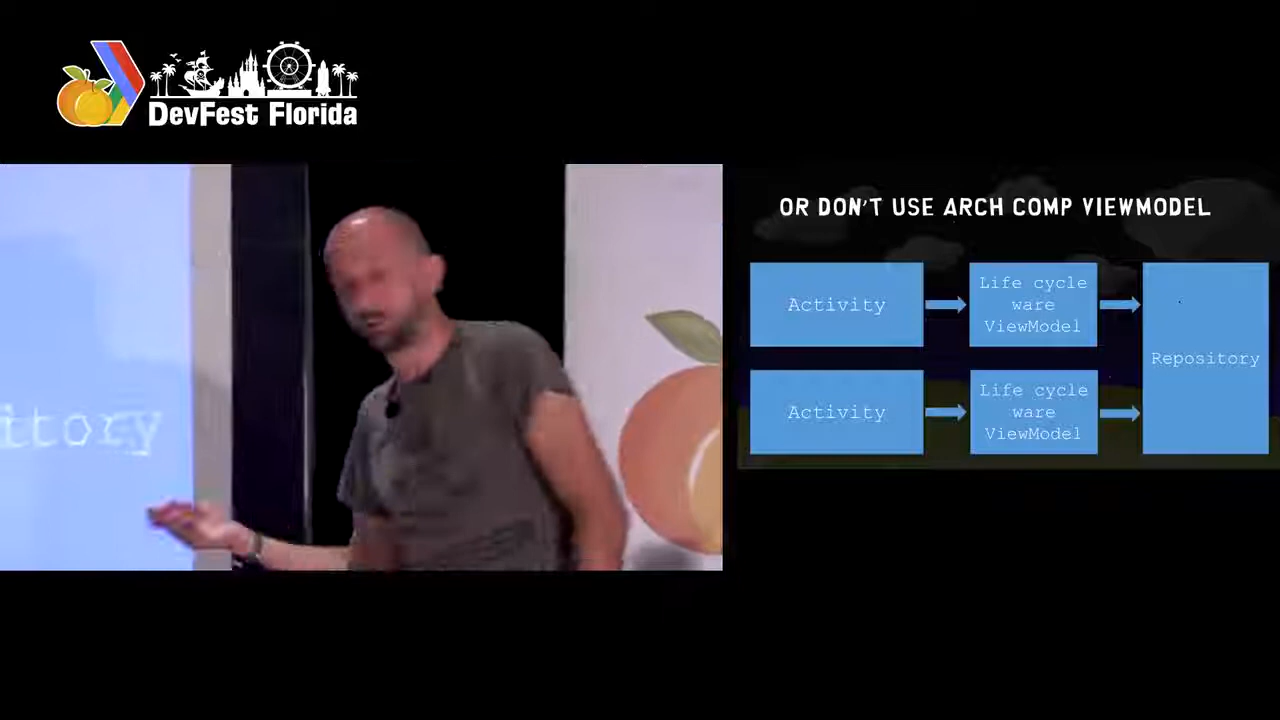 DevFest Florida
OR DON'T USE ARCH COMP VIEWMODEL
Activity
Life cycle
ware
ViewModel
Repository
Activity
Life cycle
ware
ViewModel
itory